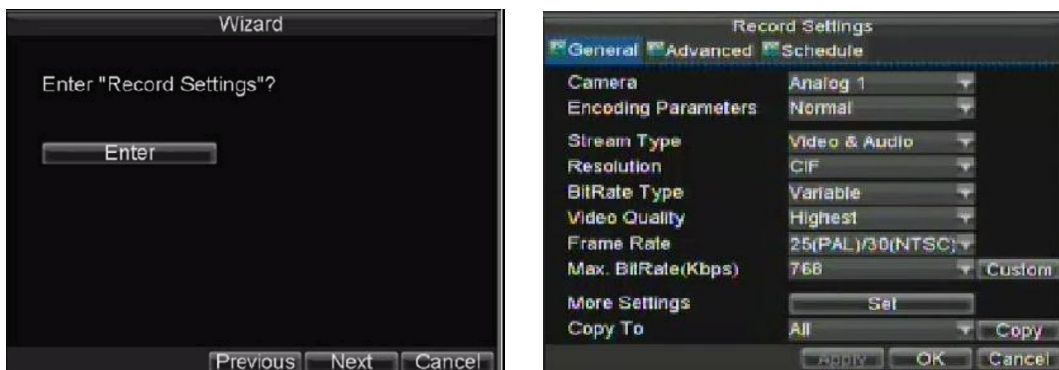 Wizard
Enter "Record Settings"?
Enter
Previous Next Cancel
Record Settings
General Advanced Schedule
Camera Analog 1
Encoding Parameters Normal
Stream Type Video & Audio
Resolution CIF
BitRate Type Variable
Video Quality Highest
Frame Rate 25(PAL)/30(NTSC)
Max. BitRate(Kbps) 768 Custom
More Settings Set
Copy To All Copy
Apply OK Cancel